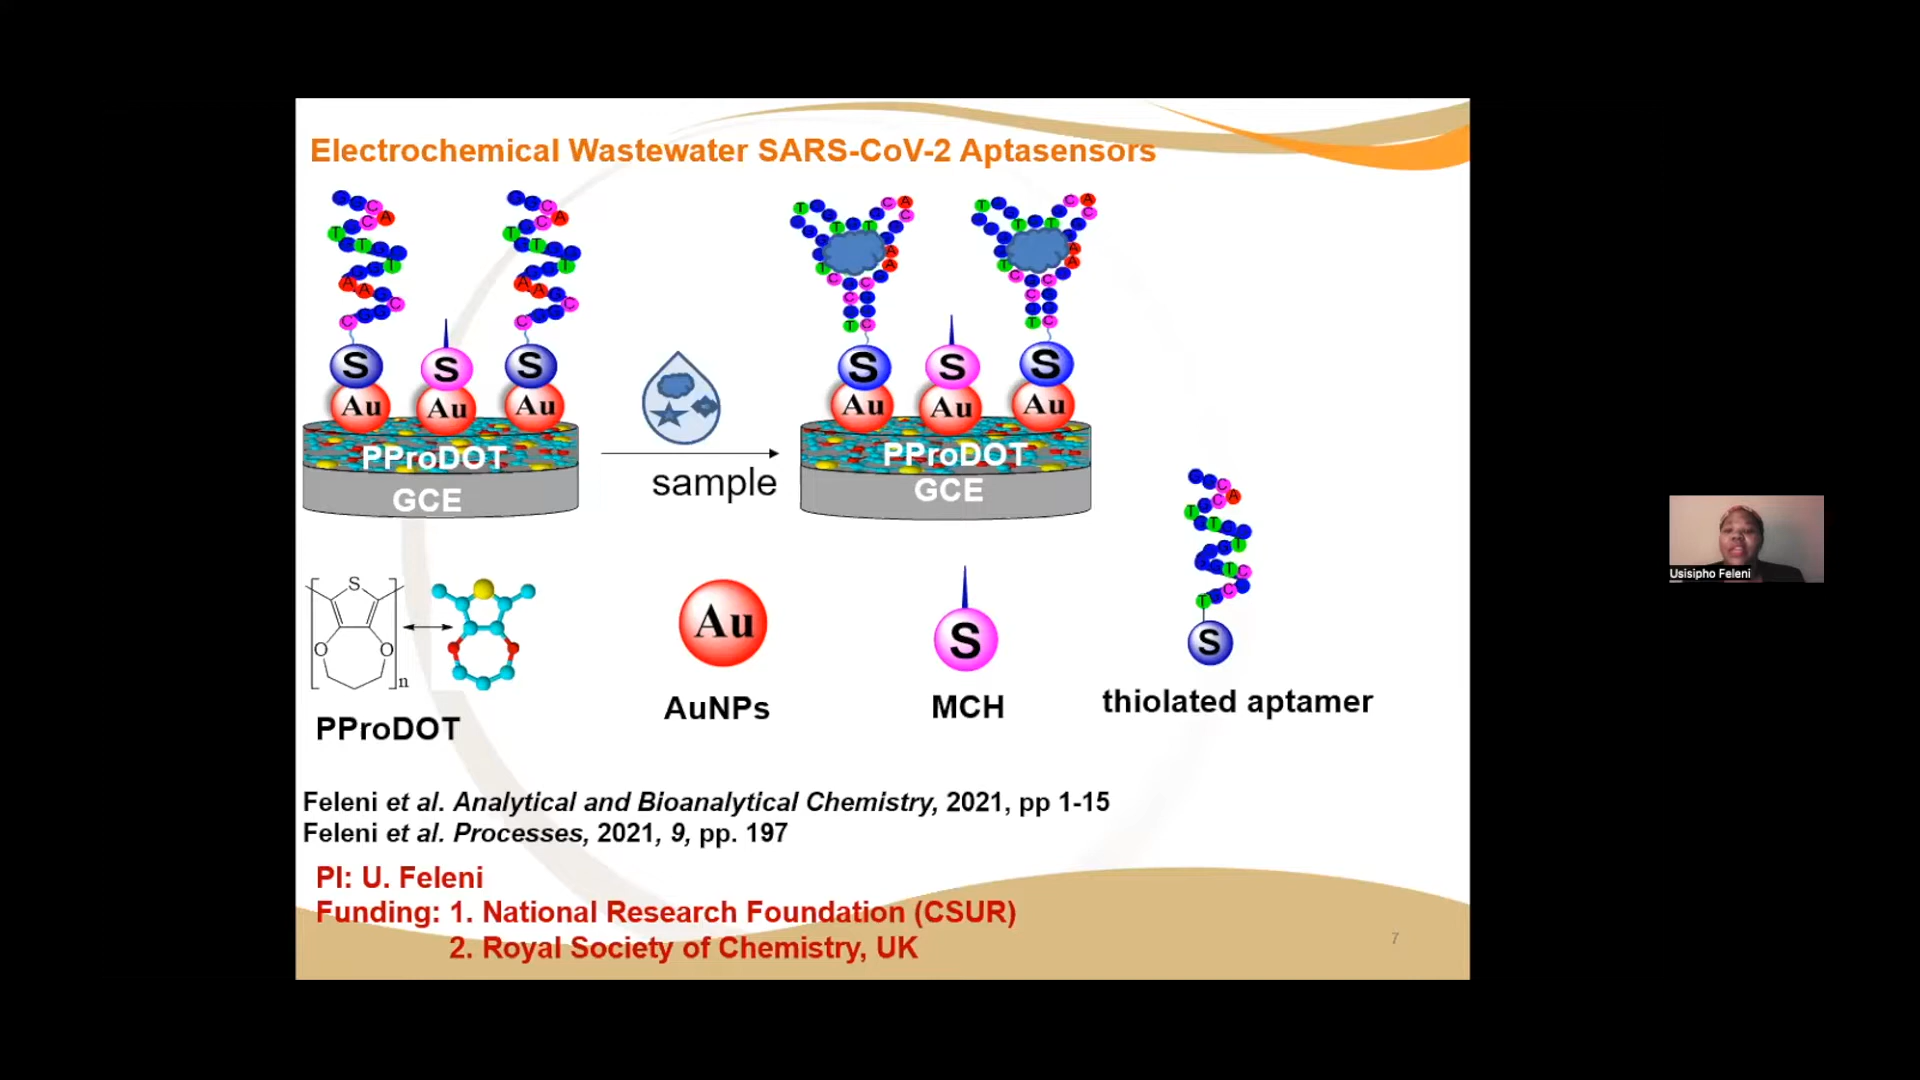 Electrochemical Wastewater SARS-CoV-2 Aptasensors
S S S
Au Au Au
PProDOT
GCE
sample
S S S
Au Au Au
PProDOT
GCE
S
O O
n
PProDOT
Au
AuNPs
S
MCH
S
thiolated aptamer
Feleni et al. Analytical and Bioanalytical Chemistry, 2021, pp 1-15
Feleni et al. Processes, 2021, 9, pp. 197
PI: U. Feleni
Funding: 1. National Research Foundation (CSUR)
2. Royal Society of Chemistry, UK
7
Usisipho Feleni